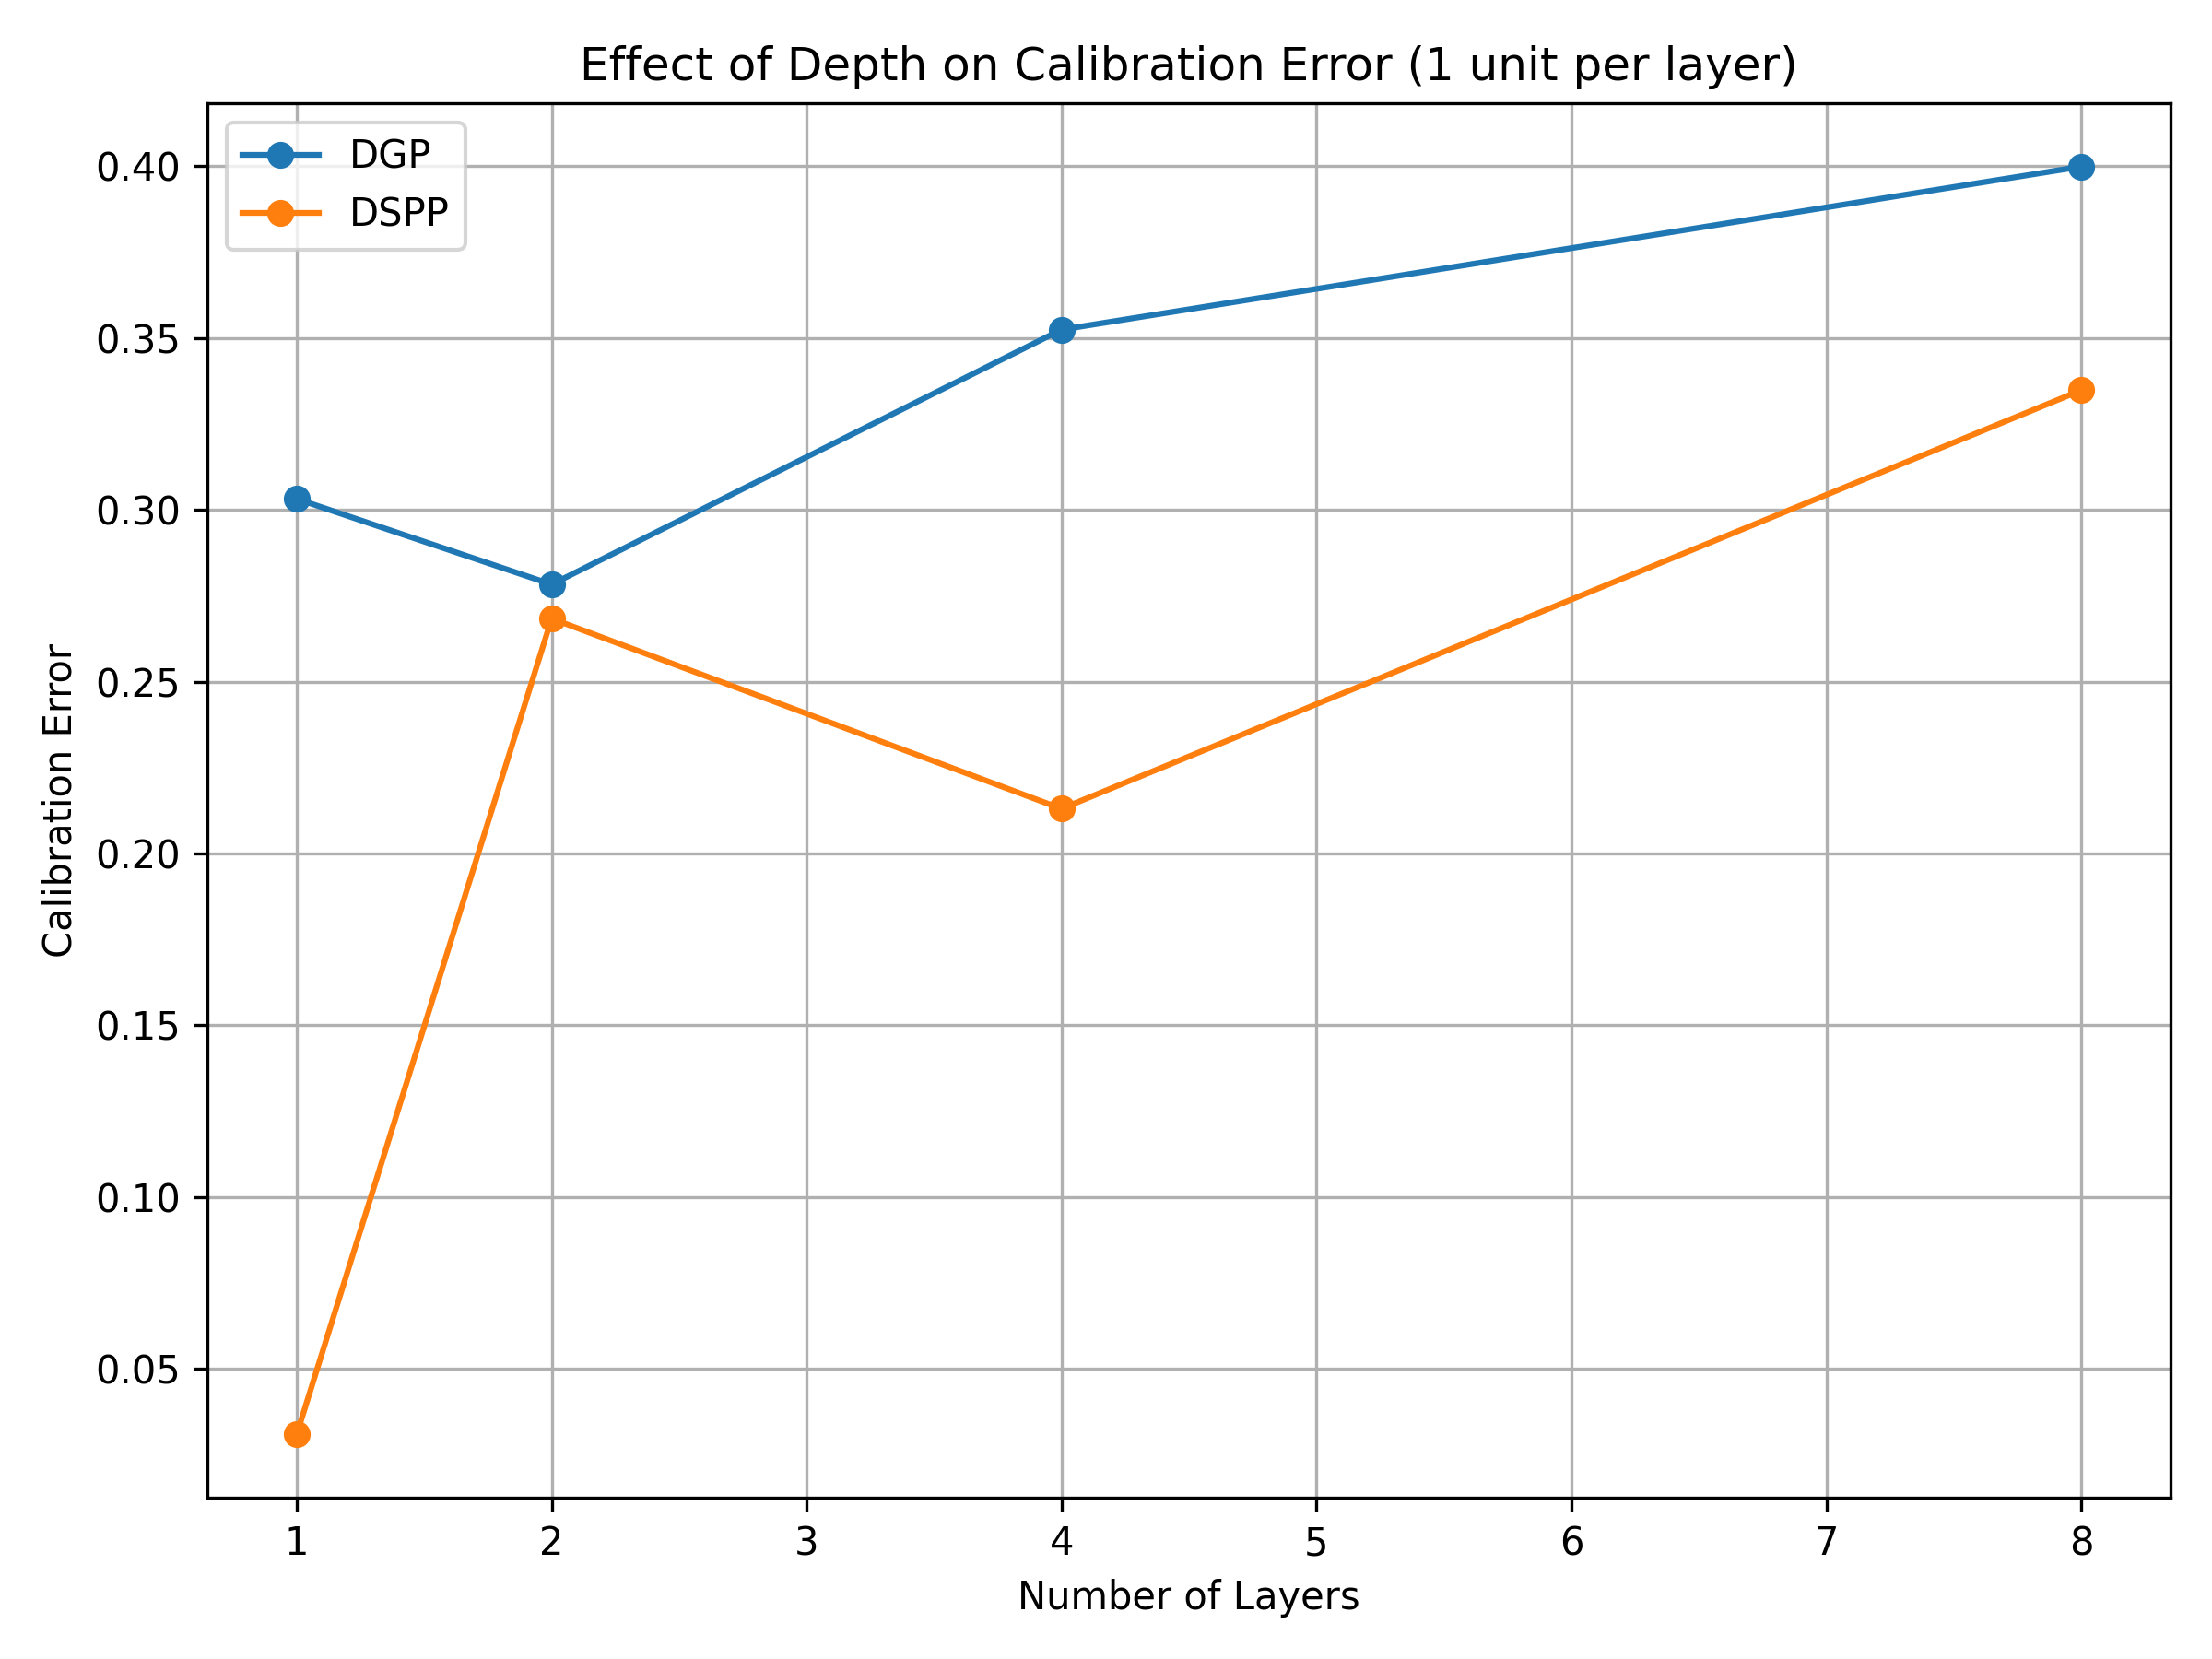 Effect of Depth on Calibration Error (1 unit per layer)
DGP
DSPP
0.40
0.35
0.30
0.25
0.20
0.15
0.10
0.05
Calibration Error
1 2 3 4 5 6 7 8
Number of Layers